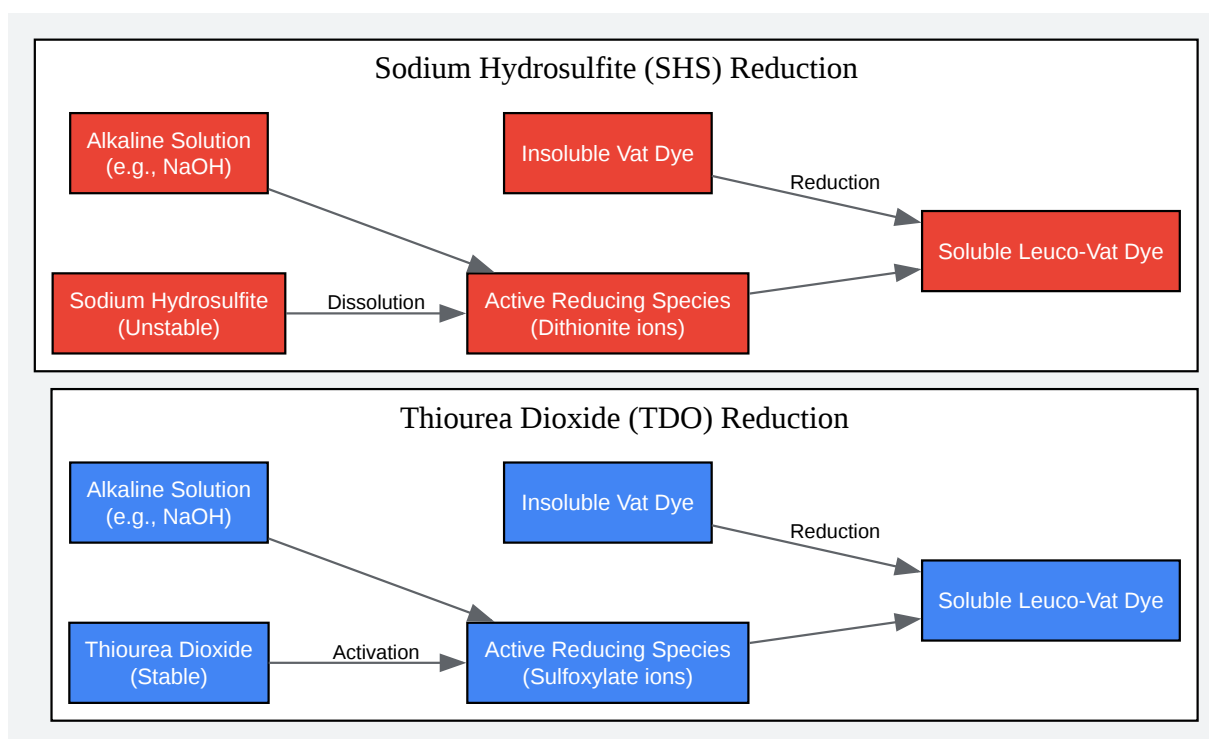 Sodium Hydrosulfite (SHS) Reduction
Alkaline Solution
(e.g., NaOH)
Insoluble Vat Dye
Reduction
Soluble Leuco-Vat Dye
Sodium Hydrosulfite
(Unstable)
Dissolution
Active Reducing Species
(Dithionite ions)
Thiourea Dioxide (TDO) Reduction
Alkaline Solution
(e.g., NaOH)
Insoluble Vat Dye
Reduction
Soluble Leuco-Vat Dye
Thiourea Dioxide
(Stable)
Activation
Active Reducing Species
(Sulfoxylate ions)